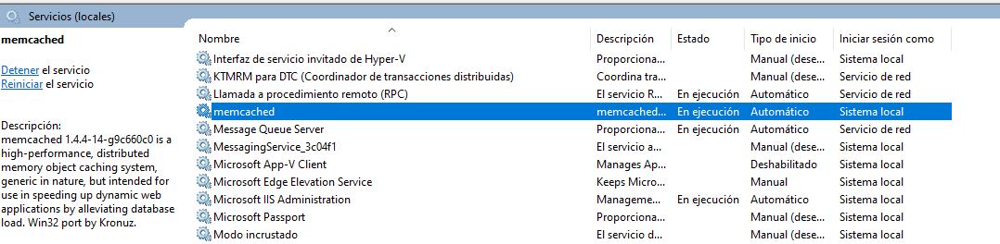 Servicios (locales)
memcached
Detener el servicio
Reiniciar el servicio
Descripción:
memcached 1.4.4-14-g9c660c0 is a
high-performance, distributed
memory object caching system,
generic in nature, but intended for
use in speeding up dynamic web
applications by alleviating database
load. Win32 port by Kronuz.
Nombre Descripción Estado Tipo de inicio Iniciar sesión como
Interfaz de servicio invitado de Hyper-V Proporciona... Manual (dese... Sistema local
KTMRM para DTC (Coordinador de transacciones distribuidas) Coordina tra... Manual (dese... Servicio de red
Llamada a procedimiento remoto (RPC) El servicio R... En ejecución Automático Servicio de red
memcached memcached... En ejecución Automático Sistema local
Message Queue Server Proporciona... En ejecución Automático Servicio de red
MessagingService_3c04f1 El servicio a... Manual (dese... Sistema local
Microsoft App-V Client Manages Ap... Deshabilitado Sistema local
Microsoft Edge Elevation Service Keeps Micro... Manual Sistema local
Microsoft IIS Administration Manageme... En ejecución Automático Sistema local
Microsoft Passport Proporciona... Manual (dese... Sistema local
Modo incrustado El servicio d... Manual (dese... Sistema local